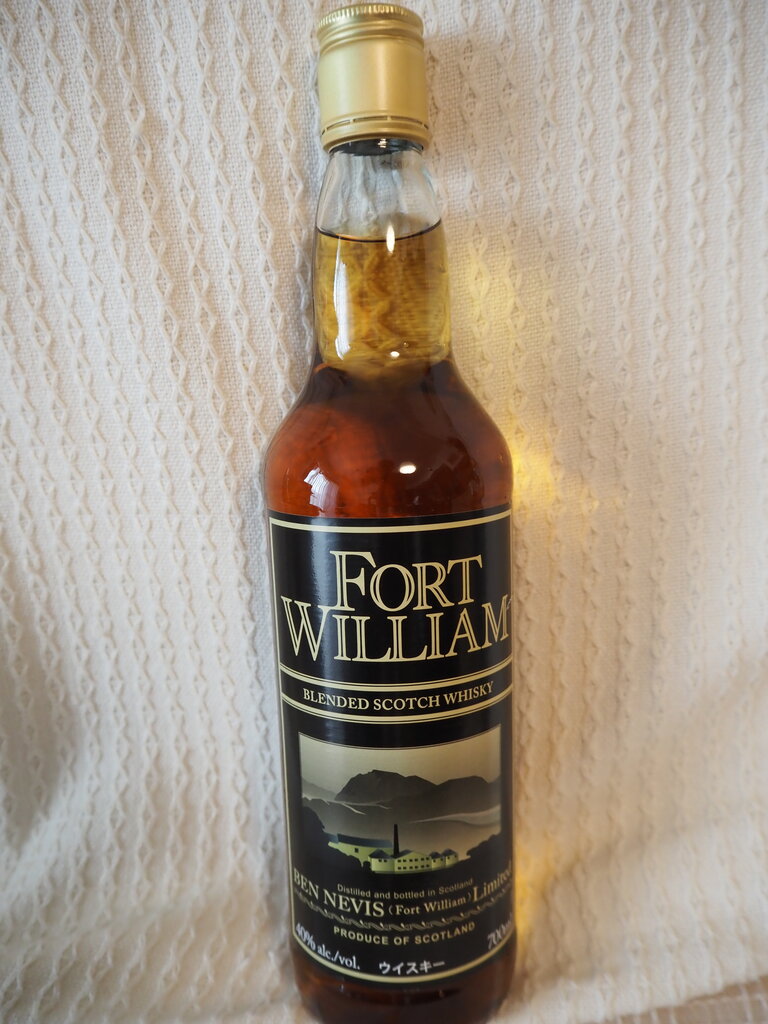 FORT
WILLIAM
BLENDED SCOTCH WHISKY
Distilled and bottled in Scotland
BEN NEVIS (Fort William) Limited
PRODUCE OF SCOTLAND
40% alc./vol. ウイスキー 700ml